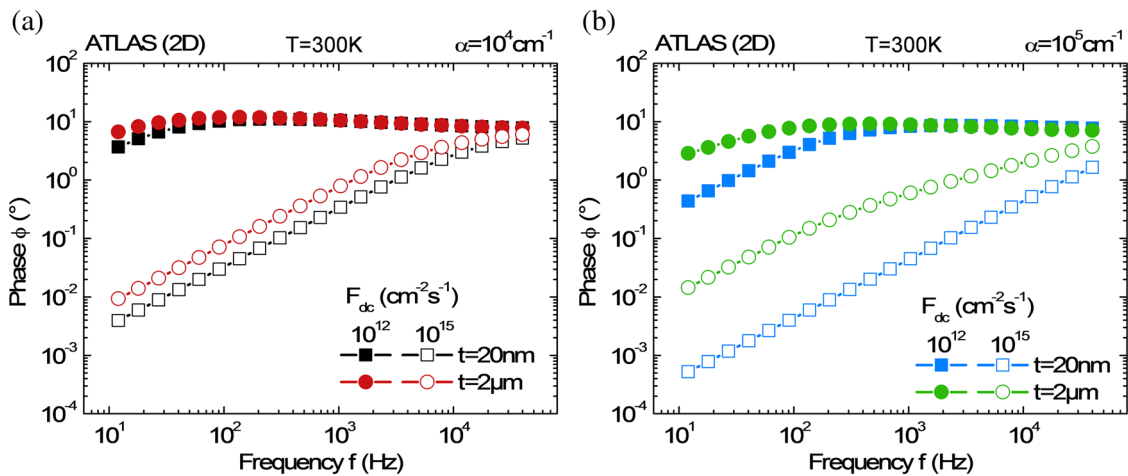 (a)
ATLAS (2D) T=300K α=10⁴cm⁻¹
10²
10¹
10⁰
10⁻¹
10⁻²
10⁻³
10⁻⁴
Phase ϕ (°)
F_dc (cm⁻²s⁻¹)
10¹² 10¹⁵
t=20nm
t=2µm
10¹ 10² 10³ 10⁴
Frequency f (Hz)
(b)
ATLAS (2D) T=300K α=10⁵cm⁻¹
10²
10¹
10⁰
10⁻¹
10⁻²
10⁻³
10⁻⁴
Phase ϕ (°)
F_dc (cm⁻²s⁻¹)
10¹² 10¹⁵
t=20nm
t=2µm
10¹ 10² 10³ 10⁴
Frequency f (Hz)